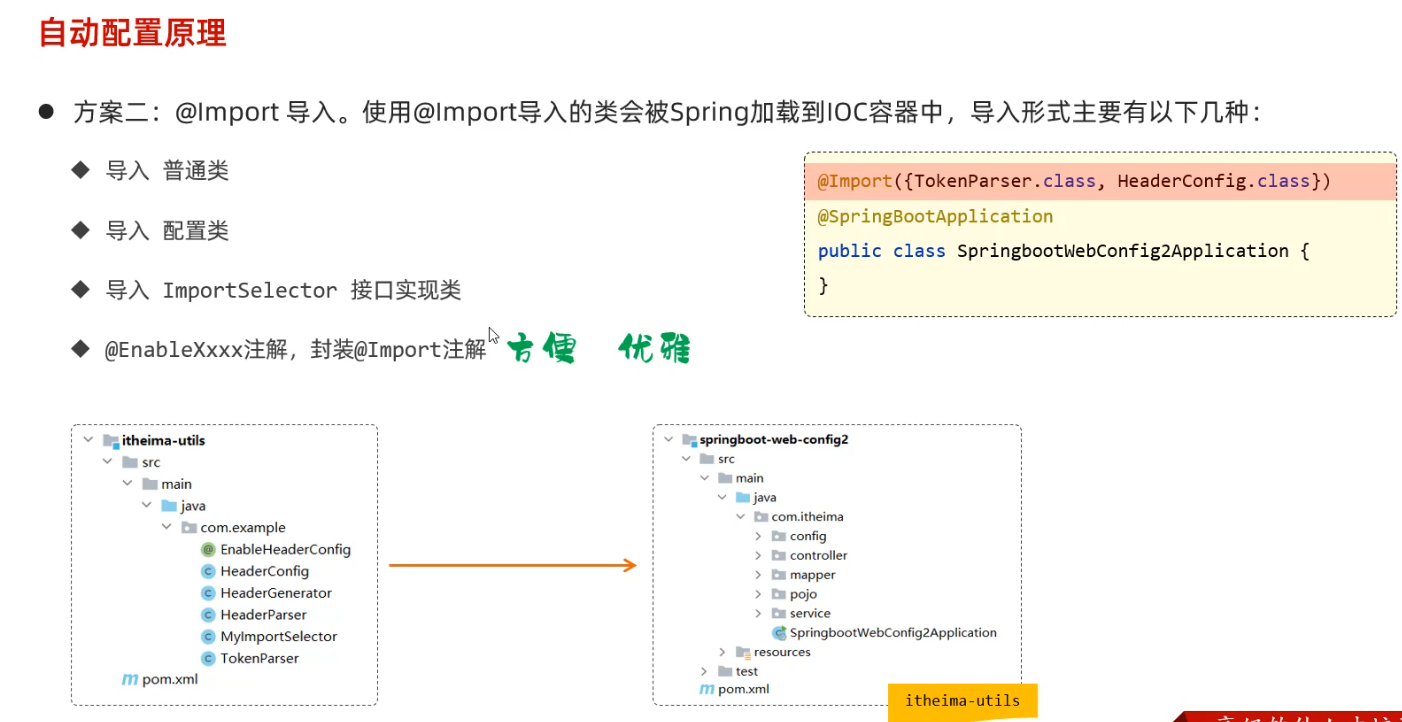 自动配置原理
● 方案二：@Import 导入。使用@Import导入的类会被Spring加载到IOC容器中，导入形式主要有以下几种：
◆ 导入 普通类
◆ 导入 配置类
◆ 导入 ImportSelector 接口实现类
◆ @EnableXxxx注解，封装@Import注解 方便 优雅
@Import({TokenParser.class, HeaderConfig.class})
@SpringBootApplication
public class SpringbootWebConfig2Application {
}
itheima-utils
src
main
java
com.example
EnableHeaderConfig
HeaderConfig
HeaderGenerator
HeaderParser
MyImportSelector
TokenParser
pom.xml
springboot-web-config2
src
main
java
com.itheima
config
controller
mapper
pojo
service
SpringbootWebConfig2Application
resources
test
pom.xml
itheima-utils